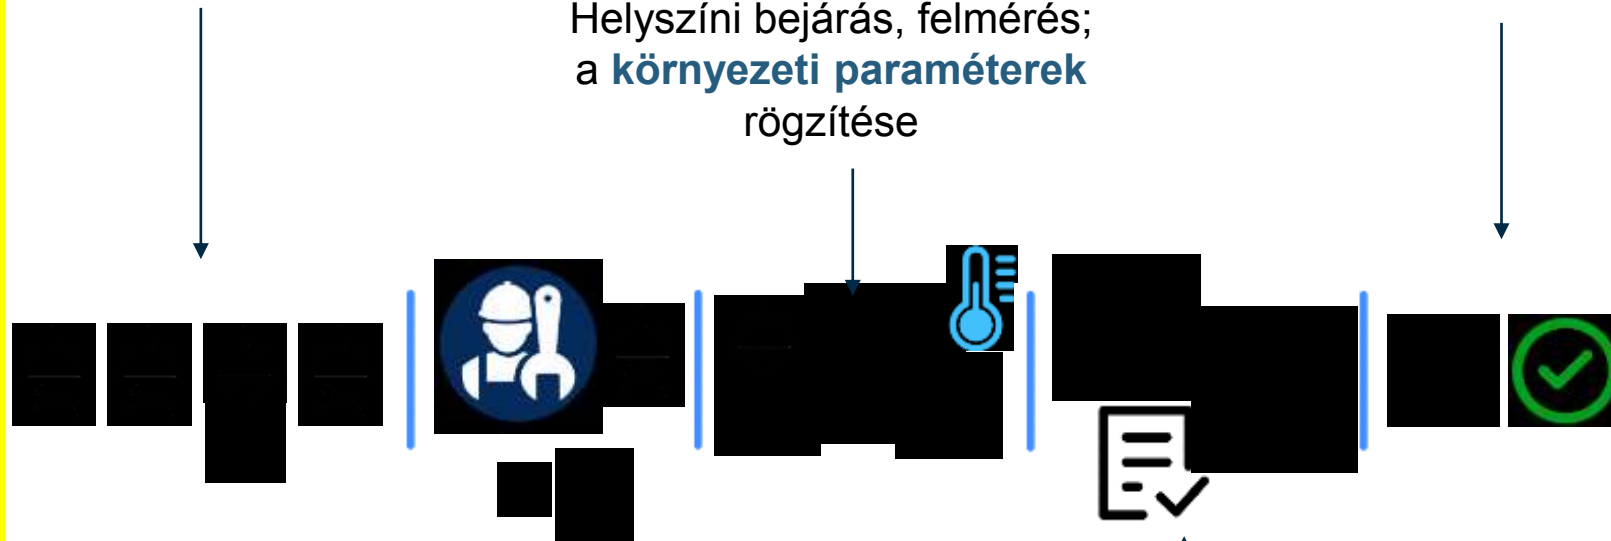 Helyszíni bejárás, felmérés;
a környezeti paraméterek
rögzítése